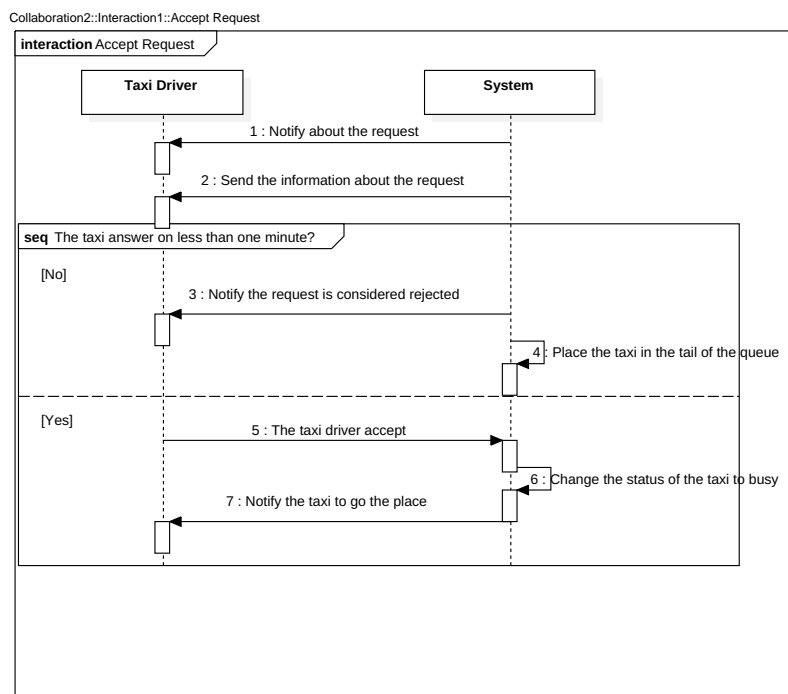 Collaboration2::Interaction1::Accept Request
interaction Accept Request
Taxi Driver
System
1 : Notify about the request
2 : Send the information about the request
seq The taxi answer on less than one minute?
[No]
3 : Notify the request is considered rejected
4 : Place the taxi in the tail of the queue
[Yes]
5 : The taxi driver accept
6 : Change the status of the taxi to busy
7 : Notify the taxi to go the place